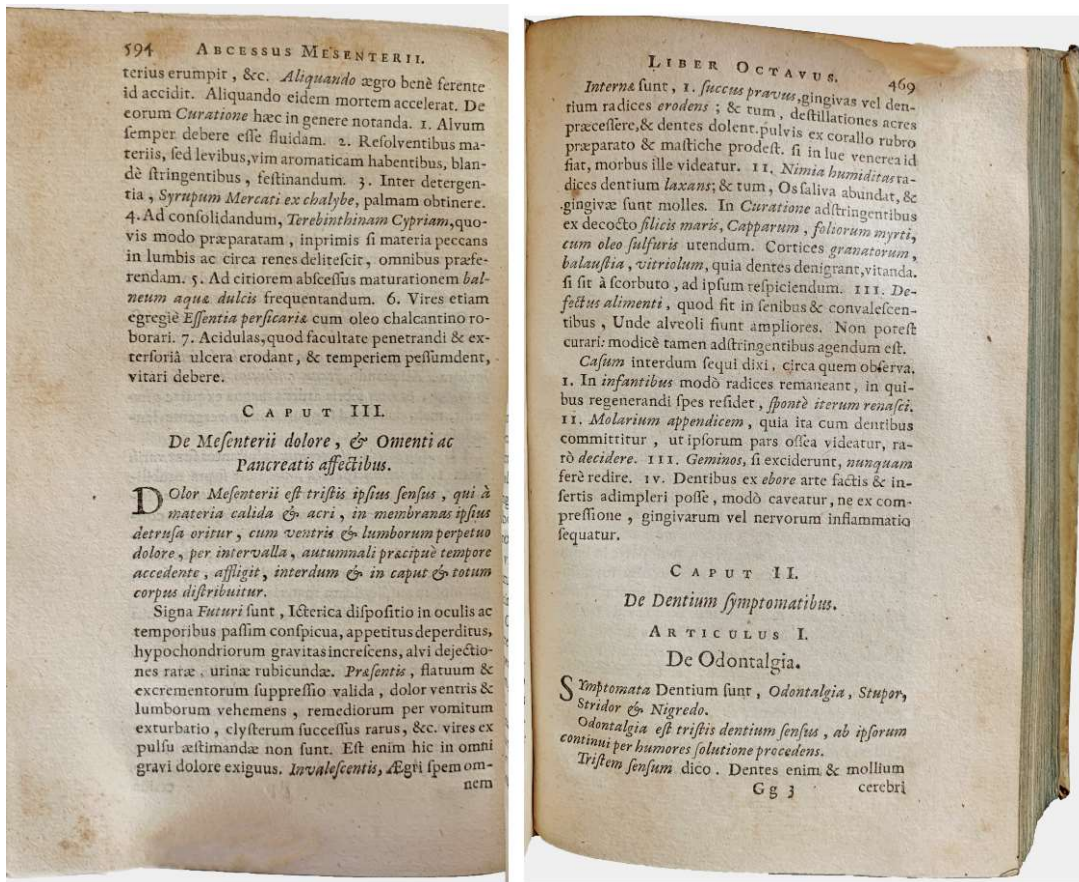 594 ABCESSUS MESENTERII.
terius erumpit, &c. Aliquando ægro benè ferente
id accidit. Aliquando eidem mortem accelerat. De
eorum Curatione hæc in genere notanda. 1. Alvum
ſemper debere eſſe fluidam. 2. Reſolventibus ma-
teriis, ſed levibus, vim aromaticam habentibus, blan-
dè ſtringentibus, feſtinandum. 3. Inter detergen-
tia, Syrupum Mercati ex chalybe, palmam obtinere.
4. Ad conſolidandum, Terebinthinam Cypriam, quo-
vis modo præparatam, inprimis ſi materia peccans
in lumbis ac circa renes deliteſcit, omnibus præfe-
rendam. 5. Ad citiorem abſceſſus maturationem bal-
neum aquæ dulcis frequentandum. 6. Vires etiam
egregiè Eſſentia perſicariæ cum oleo chalcantino ro-
borari. 7. Acidulas, quod facultate penetrandi & ex-
terſoriâ ulcera erodant, & temperiem peſſumdent,
vitari debere.
CAPUT III.
De Meſenterii dolore, & Omenti ac
Pancreatis affectibus.
DOlor Meſenterii eſt triſtis ipſius ſenſus, qui à
materia calida & acri, in membranas ipſius
detruſa oritur, cum ventris & lumborum perpetuo
dolore, per intervalla, autumnali præcipuè tempore
accedente, affligit, interdum & in caput & totum
corpus diſtribuitur.
Signa Futuri ſunt, Icterica diſpoſitio in oculis ac
temporibus paſſim conſpicua, appetitus deperditus,
hypochondriorum gravitas increſcens, alvi dejectio-
nes raræ, urinæ rubicundæ. Præſentis, flatuum &
excrementorum ſuppreſſio valida, dolor ventris &
lumborum vehemens, remediorum per vomitum
exturbatio, clyſterum ſucceſſus rarus, &c. vires ex
pulſu æſtimandæ non ſunt. Eſt enim hic in omni
gravi dolore exiguus. Invaleſcentis, Ægri ſpem om-
nem
LIBER OCTAVUS. 469
Internæ ſunt, 1. ſuccus pravus, gingivas vel den-
tium radices erodens; & tum, deſtillationes acres
præceſſere, & dentes dolent. pulvis ex corallo rubro
præparato & maſtiche prodeſt. ſi in lue venerea id
fiat, morbus ille videatur. II. Nimia humiditas ra-
dices dentium laxans; & tum, Os ſaliva abundat, &
gingivæ ſunt molles. In Curatione adſtringentibus
ex decocto filicis maris, Capparum, foliorum myrti,
cum oleo ſulfuris utendum. Cortices granatorum,
balauſtia, vitriolum, quia dentes denigrant, vitanda.
ſi ſit à ſcorbuto, ad ipſum reſpiciendum. III. De-
fectus alimenti, quod fit in ſenibus & convaleſcen-
tibus, Unde alveoli fiunt ampliores. Non poteſt
curari: modicè tamen adſtringentibus agendum eſt.
Caſum interdum ſequi dixi, circa quem obſerva.
I. In infantibus modò radices remaneant, in qui-
bus regenerandi ſpes reſidet, ſpontè iterum renaſci.
II. Molarium appendicem, quia ita cum dentibus
committitur, ut ipſorum pars oſſea videatur, ra-
rò decidere. III. Geminos, ſi exciderunt, nunquam
ferè redire. IV. Dentibus ex ebore arte factis & in-
ſertis adimpleri poſſe, modò caveatur, ne ex com-
preſſione, gingivarum vel nervorum inflammatio
ſequatur.
CAPUT II.
De Dentium ſymptomatibus.
ARTICULUS I.
De Odontalgia.
SYmptomata Dentium ſunt, Odontalgia, Stupor,
Stridor & Nigredo.
Odontalgia eſt triſtis dentium ſenſus, ab ipſorum
continui per humores ſolutione procedens.
Triſtem ſenſum dico. Dentes enim & mollium
Gg 3 cerebri